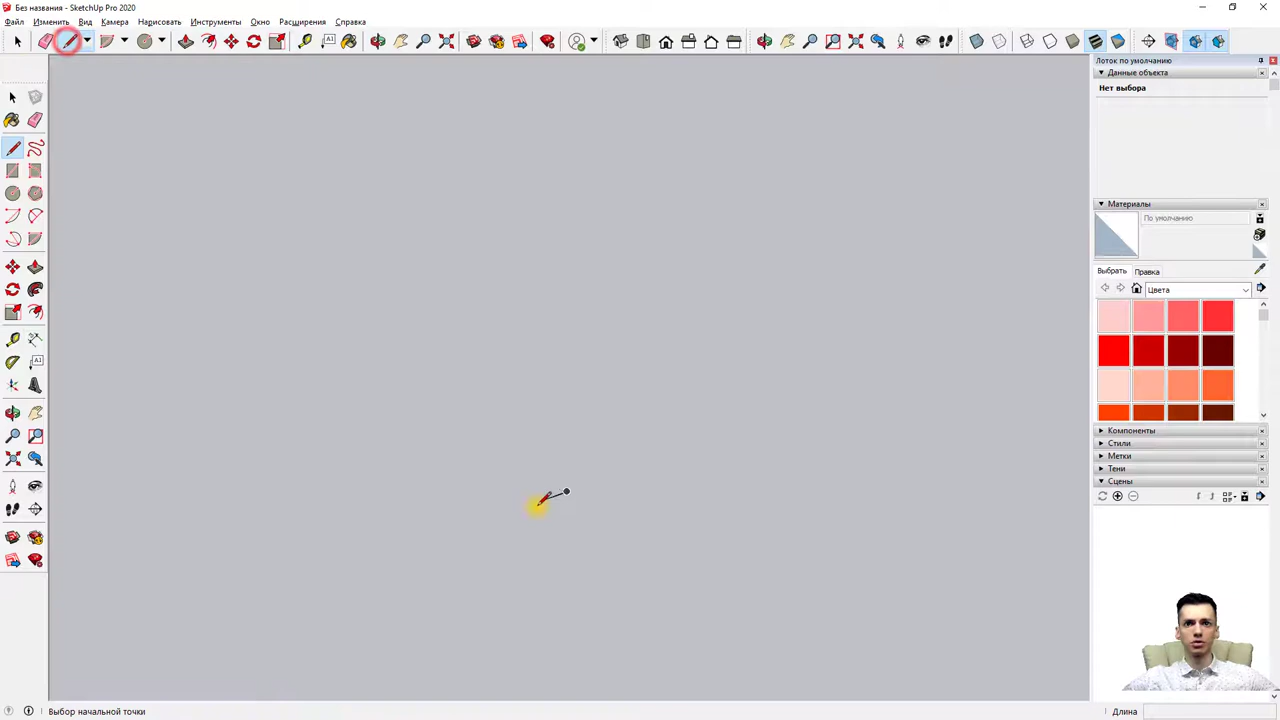 Без названия - SketchUp Pro 2020
Файл Изменить Вид Камера Нарисовать Инструменты Окно Расширения Справка
Лоток по умолчанию
Данные объекта
Нет выбора
Материалы
По умолчанию
Выбрать Правка
Цвета
Компоненты
Стили
Метки
Тени
Сцены
Выбор начальной точки
Длина